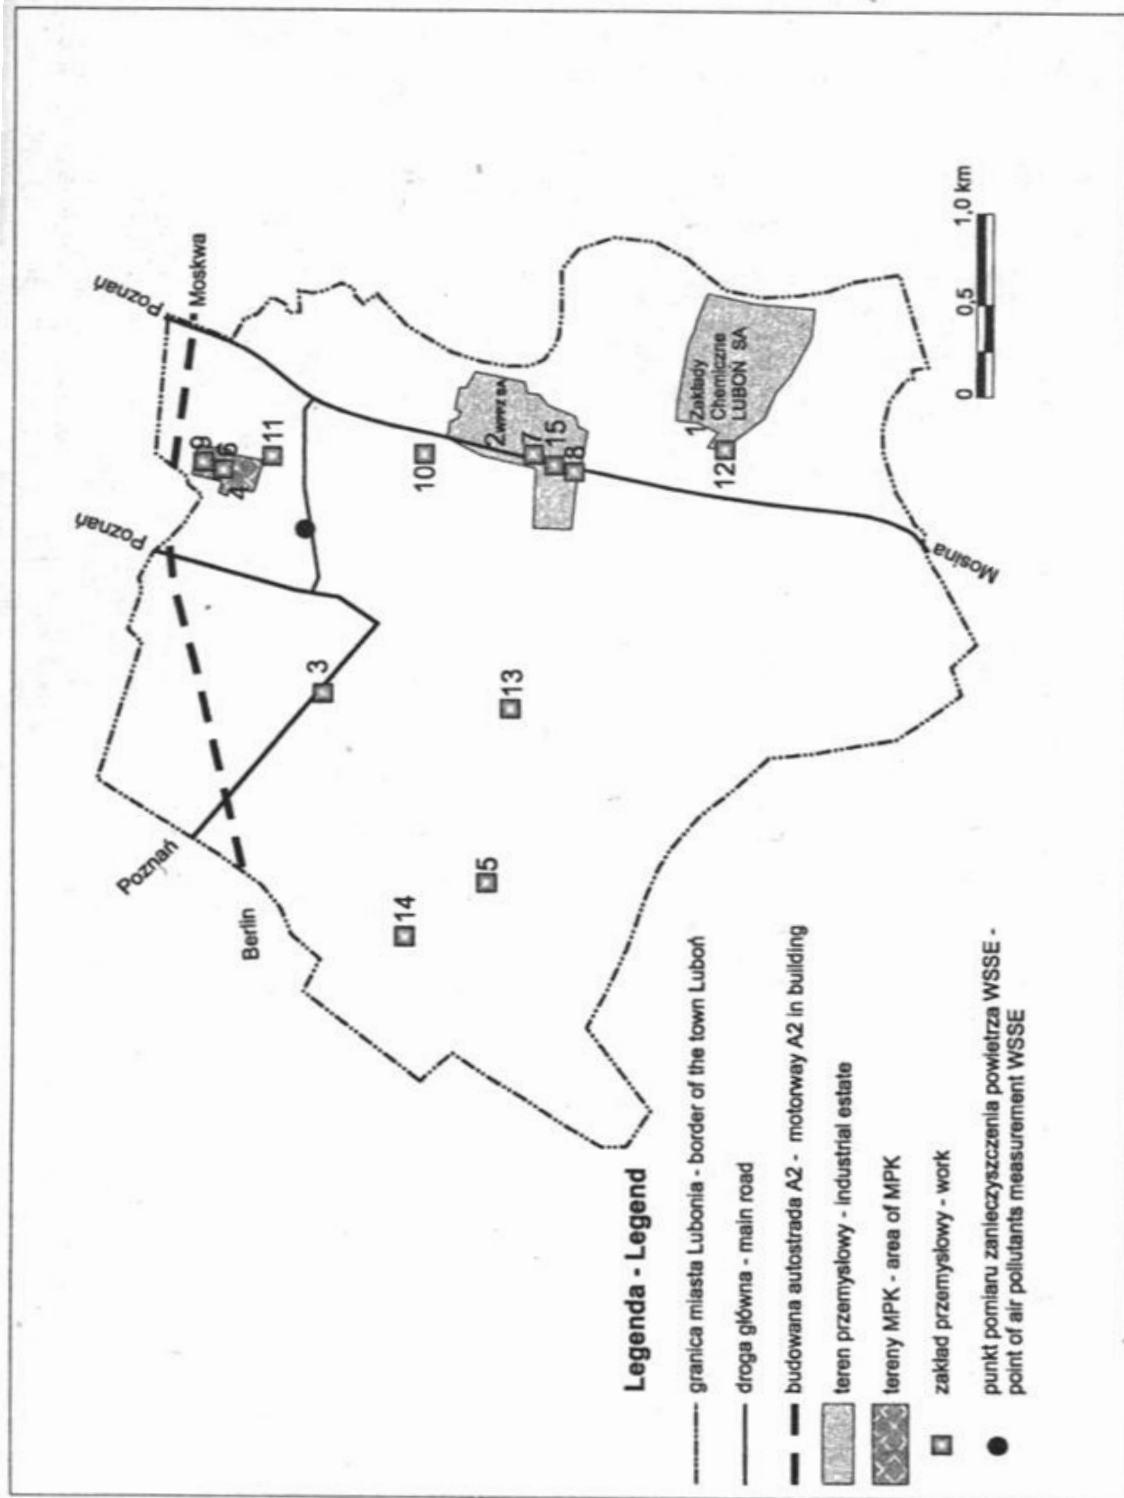 Poznań
Moskwa
Poznań
Poznań
Berlin
9
6
4
11
3
10
2
WPPZ SA
7
15
8
13
14
5
1
Zakłady
Chemiczne
LUBOŃ SA
12
Mosina
0 0.5 1,0 km
Legenda - Legend
granica miasta Lubonia - border of the town Luboń
droga główna - main road
budowana autostrada A2 - motorway A2 in building
teren przemysłowy - industrial estate
tereny MPK - area of MPK
zakład przemysłowy - work
punkt pomiaru zanieczyszczenia powietrza WSSE -
point of air pollutants measurement WSSE